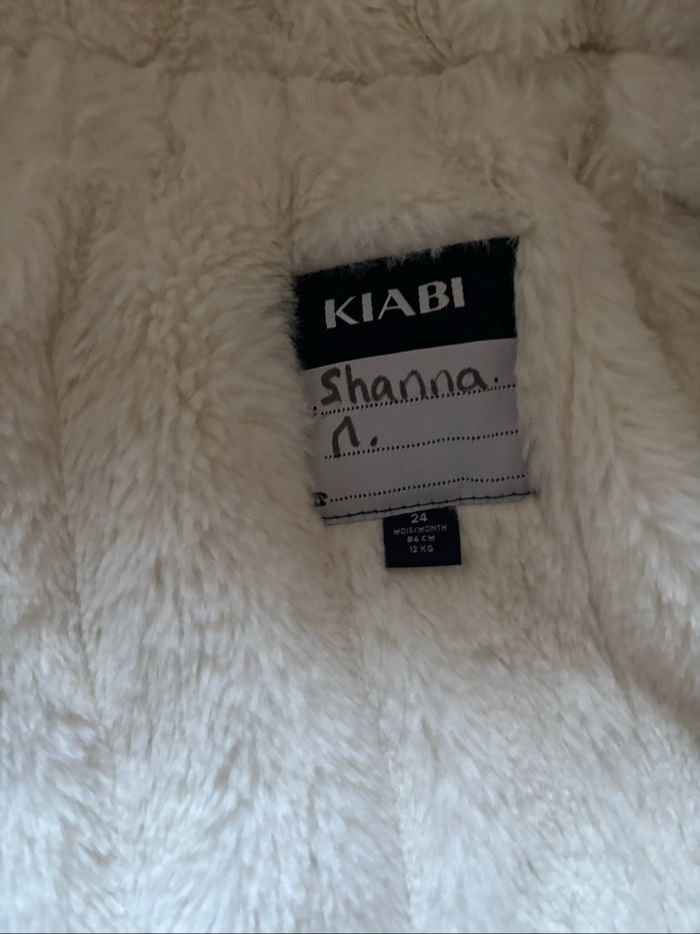 KIABI
Shanna.
n.
24
MOIS/MONTH
86 CM
12 KG